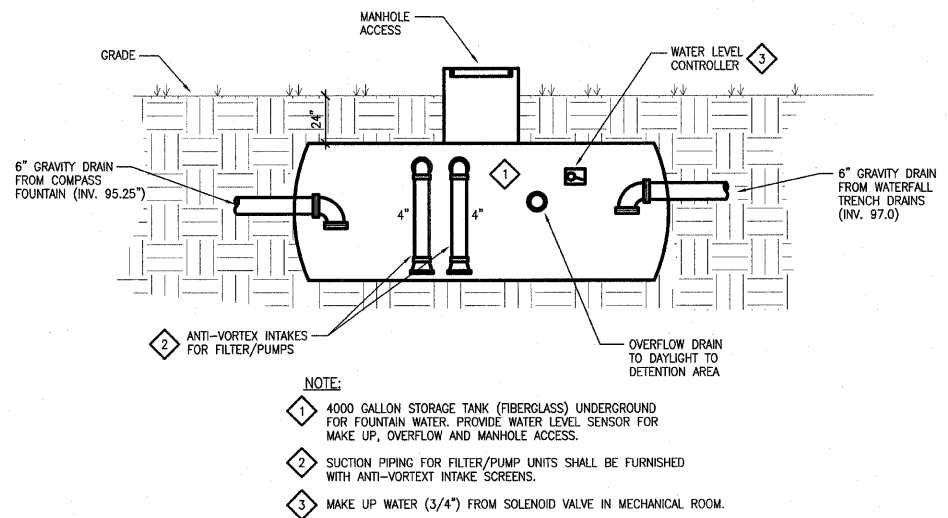 MANHOLE
ACCESS
GRADE
WATER LEVEL
CONTROLLER
3
24"
6" GRAVITY DRAIN
FROM COMPASS
FOUNTAIN (INV. 95.25")
1
4"
4"
6" GRAVITY DRAIN
FROM WATERFALL
TRENCH DRAINS
(INV. 97.0)
2
ANTI-VORTEX INTAKES
FOR FILTER/PUMPS
OVERFLOW DRAIN
TO DAYLIGHT TO
DETENTION AREA
NOTE:
1 4000 GALLON STORAGE TANK (FIBERGLASS) UNDERGROUND
FOR FOUNTAIN WATER. PROVIDE WATER LEVEL SENSOR FOR
MAKE UP, OVERFLOW AND MANHOLE ACCESS.
2 SUCTION PIPING FOR FILTER/PUMP UNITS SHALL BE FURNISHED
WITH ANTI-VORTEXT INTAKE SCREENS.
3 MAKE UP WATER (3/4") FROM SOLENOID VALVE IN MECHANICAL ROOM.